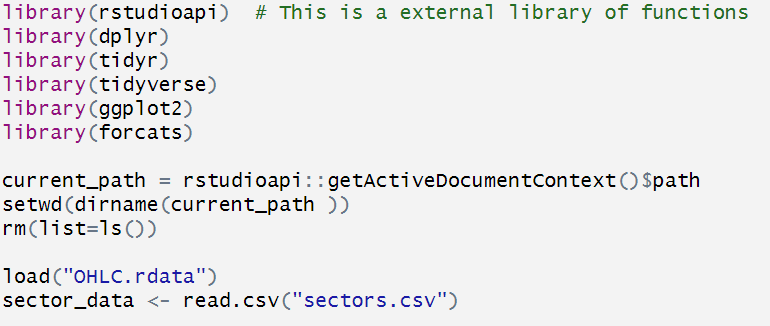 library(rstudioapi)  # This is a external library of functions
library(dplyr)
library(tidyr)
library(tidyverse)
library(ggplot2)
library(forcats)
current_path = rstudioapi::getActiveDocumentContext()$path
setwd(dirname(current_path ))
rm(list=ls())
load("OHLC.rdata")
sector_data <- read.csv("sectors.csv")